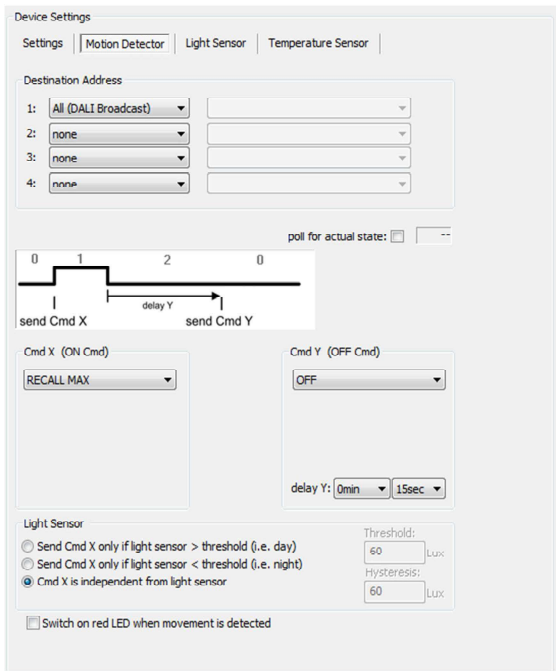 Device Settings
Settings Motion Detector Light Sensor Temperature Sensor
Destination Address
1: All (DALI Broadcast)
2: none
3: none
4: none
poll for actual state: --
0 1 2 0
delay Y
send Cmd X send Cmd Y
Cmd X (ON Cmd) Cmd Y (OFF Cmd)
RECALL MAX OFF
delay Y: 0min 15sec
Light Sensor
Threshold:
Send Cmd X only if light sensor > threshold (i.e. day)
60 Lux
Send Cmd X only if light sensor < threshold (i.e. night)
Hysteresis:
Cmd X is independent from light sensor
60 Lux
Switch on red LED when movement is detected